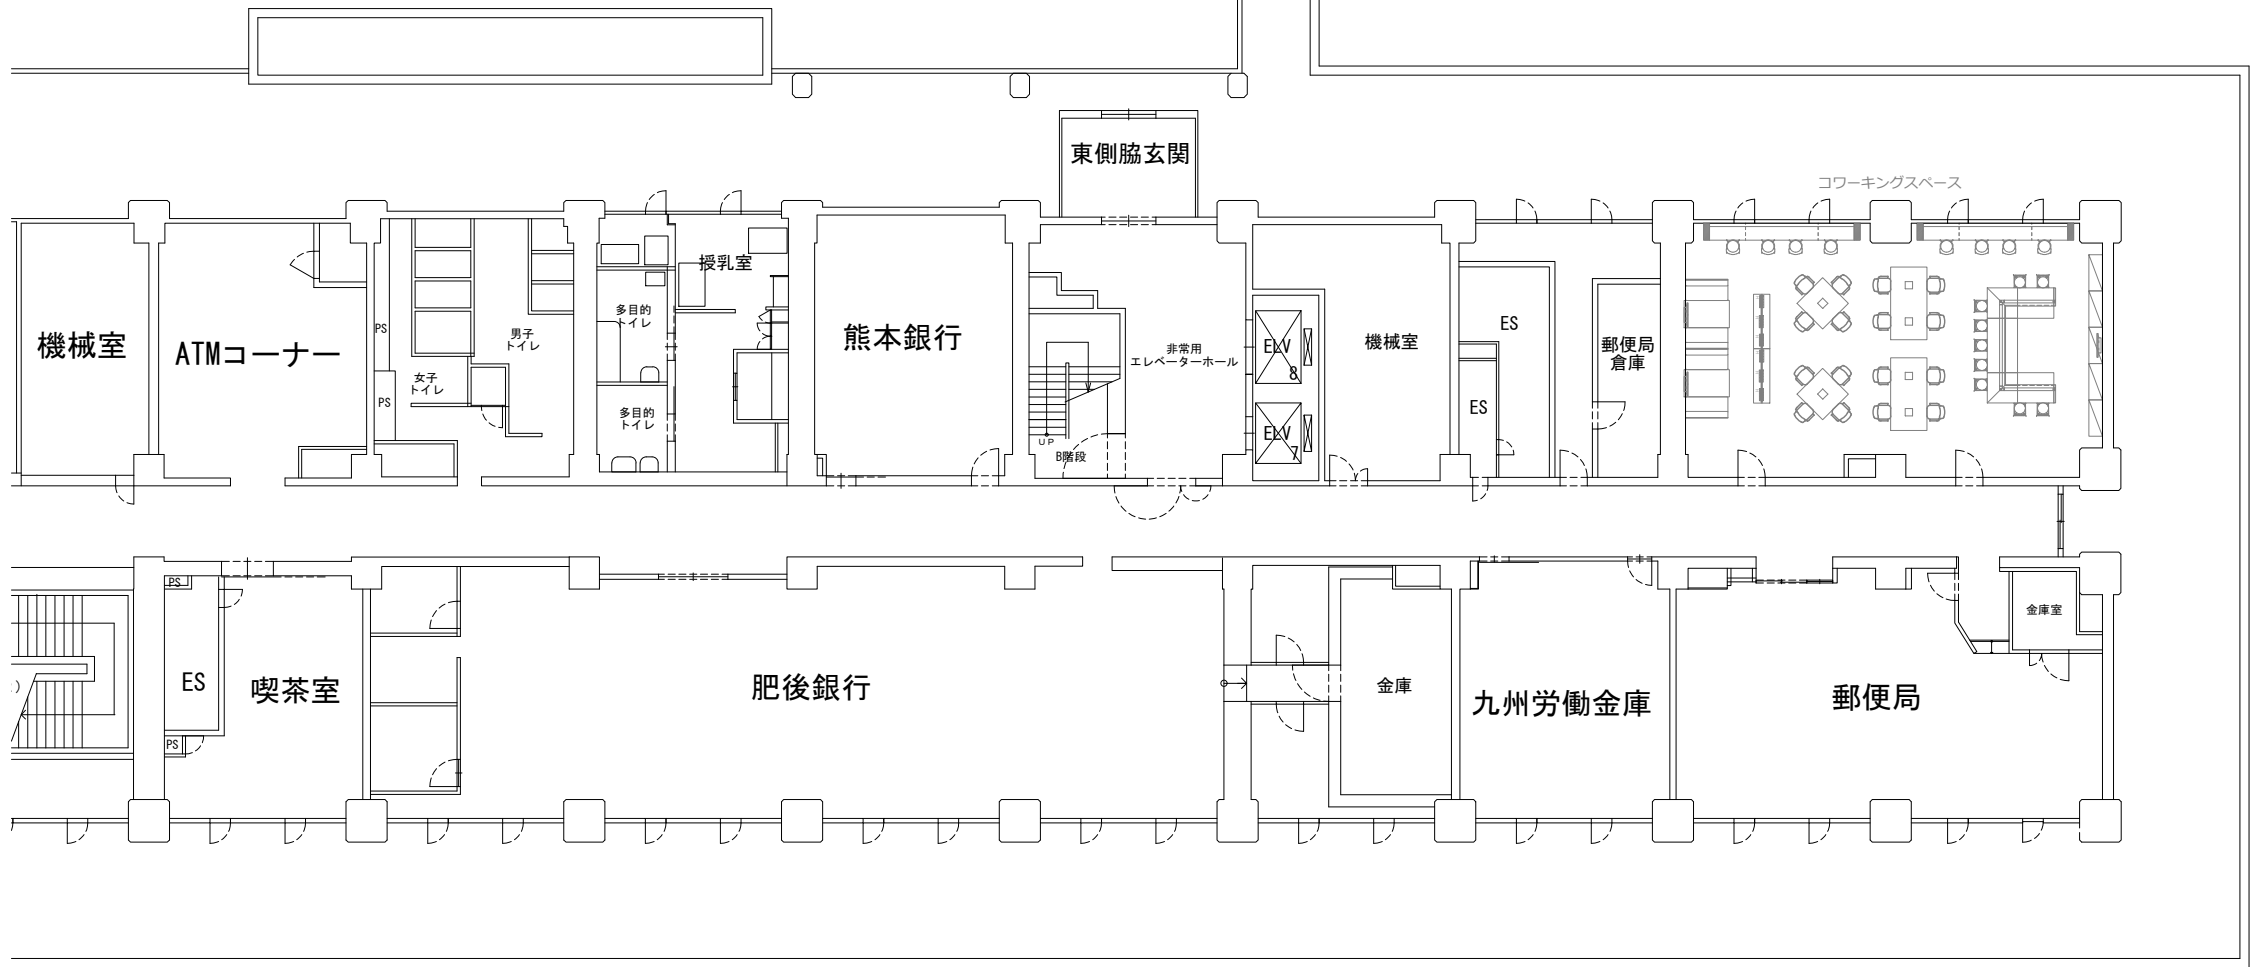 東側脇玄関
コワーキングスペース
機械室
ATMコーナー
PS
PS
女子
トイレ
男子
トイレ
多目的
トイレ
多目的
トイレ
授乳室
熊本銀行
UP
B階段
非常用
エレベーターホール
ELV
8
ELV
7
機械室
ES
ES
郵便局
倉庫
PS
ES
PS
喫茶室
肥後銀行
金庫
九州労働金庫
郵便局
金庫室